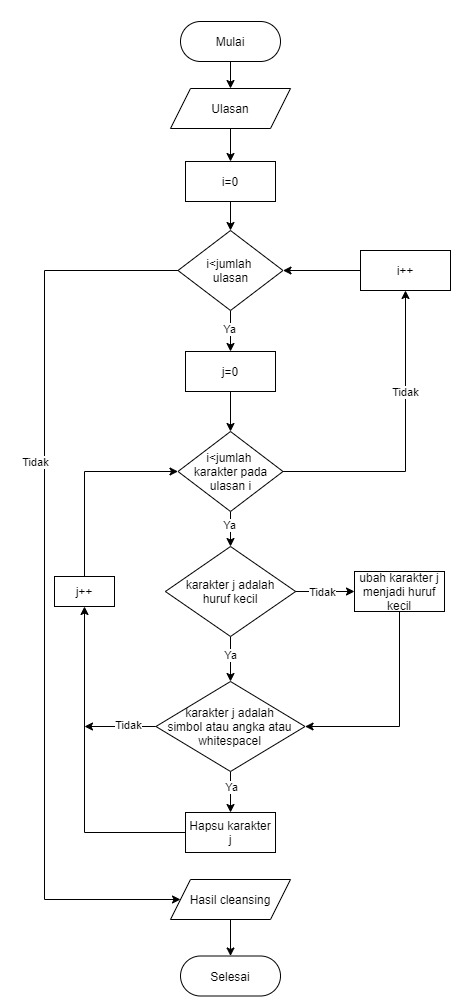 Mulai
Ulasan
i=0
i<jumlah
ulasan
i++
Ya
j=0
Tidak
Tidak
i<jumlah
karakter pada
ulasan i
Ya
j++
karakter j adalah
huruf kecil
Tidak
ubah karakter j
menjadi huruf
kecil
Ya
karakter j adalah
simbol atau angka atau
whitespacel
Tidak
Ya
Hapsu karakter
j
Hasil cleansing
Selesai